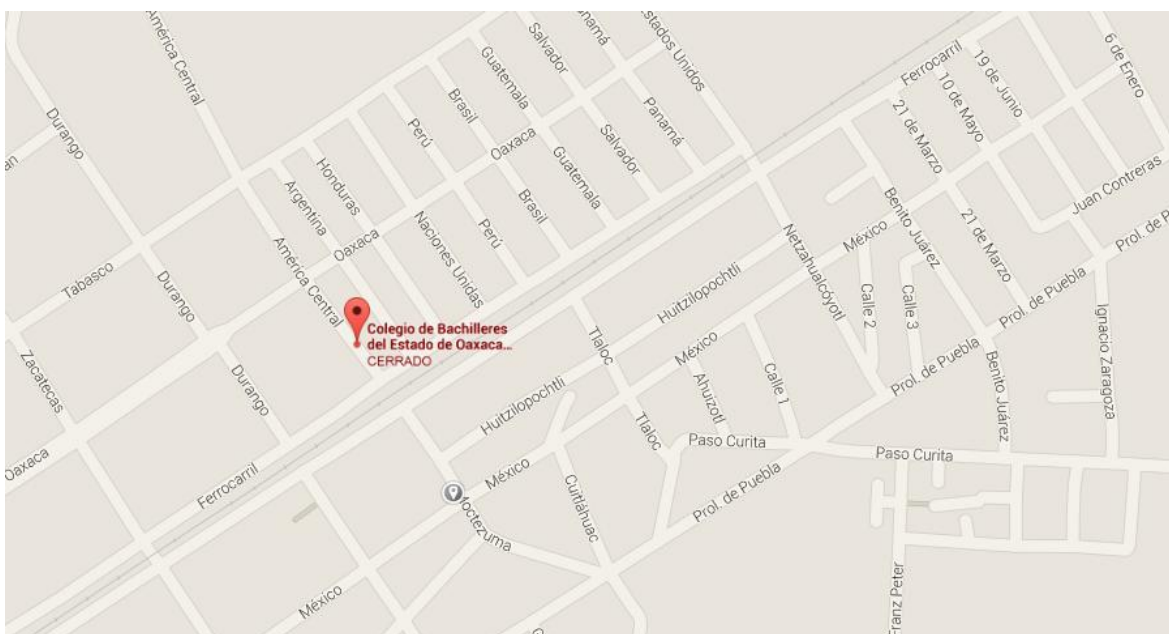 América Central
Panamá
Salvador
Guatemala
Brasil
Perú
Estados Unidos
Panamá
Salvador
Guatemala
Brasil
Perú
Oaxaca
Ferrocarril
19 de Junio
10 de Mayo
21 de Marzo
6 de Enero
Durango
Honduras
Argentina
América Central
Oaxaca
Naciones Unidas
Juan Contreras
Benito Juárez
21 de Marzo
México
Netzahualcóyotl
Huitzilopochtli
Calle 2
Calle 3
Prol. de P
Prol. de Puebla
Tabasco
Durango
Colegio de Bachilleres
del Estado de Oaxaca...
CERRADO
Tlaloc
México
Ahuizotl
Calle 1
Prol. de Puebla
Benito Juárez
Ignacio Zaragoza
Zacatecas
Durango
Huitzilopochtli
Tlaloc
Paso Curita
Paso Curita
Oaxaca
Ferrocarril
México
Moctezuma
Cuitláhuac
Prol. de Puebla
México
Franz Peter